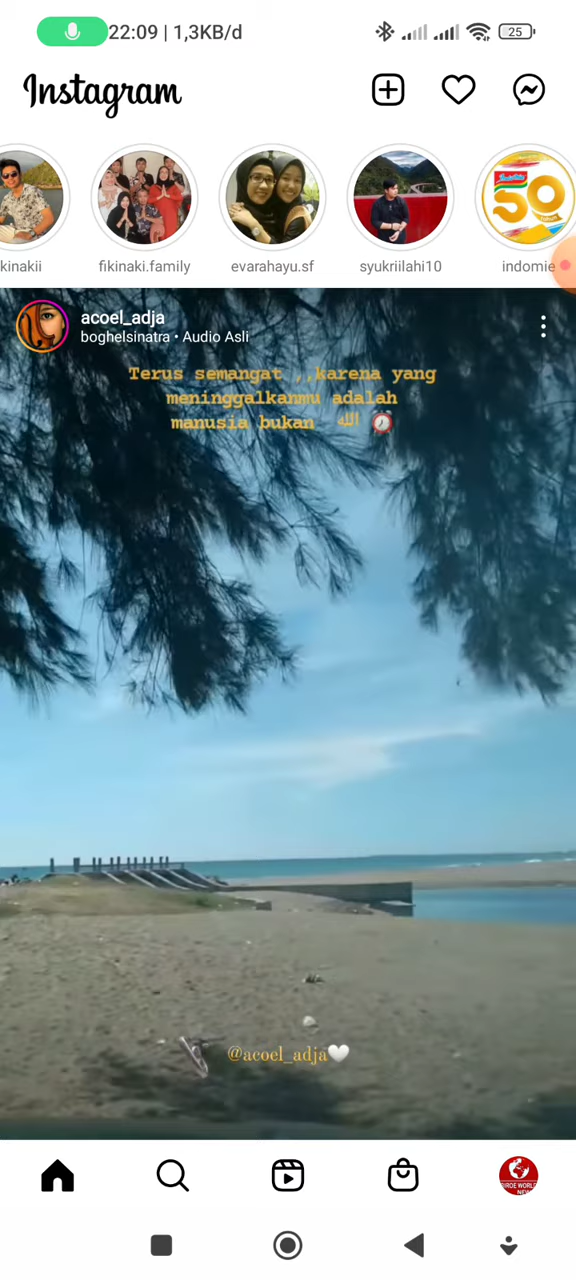 22:09 | 1,3KB/d
25
Instagram
kinakii
fikinaki.family
evarahayu.sf
syukriilahi10
indomie
50
acoel_adja
boghelsinatra • Audio Asli
Terus semangat ,,karena yang
meninggalkanmu adalah
manusia bukan الله ⏰
@acoel_adja🤍